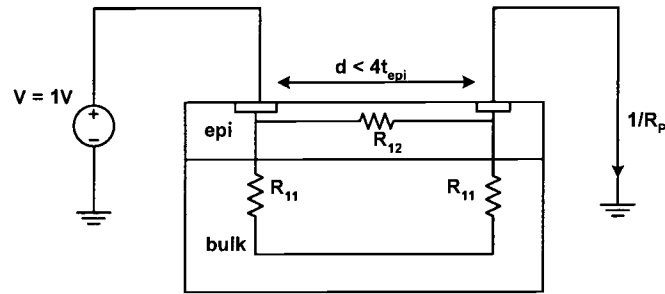 d < 4t_epi
V = 1V
+
−
epi
R_12
1/R_P
R_11
R_11
bulk